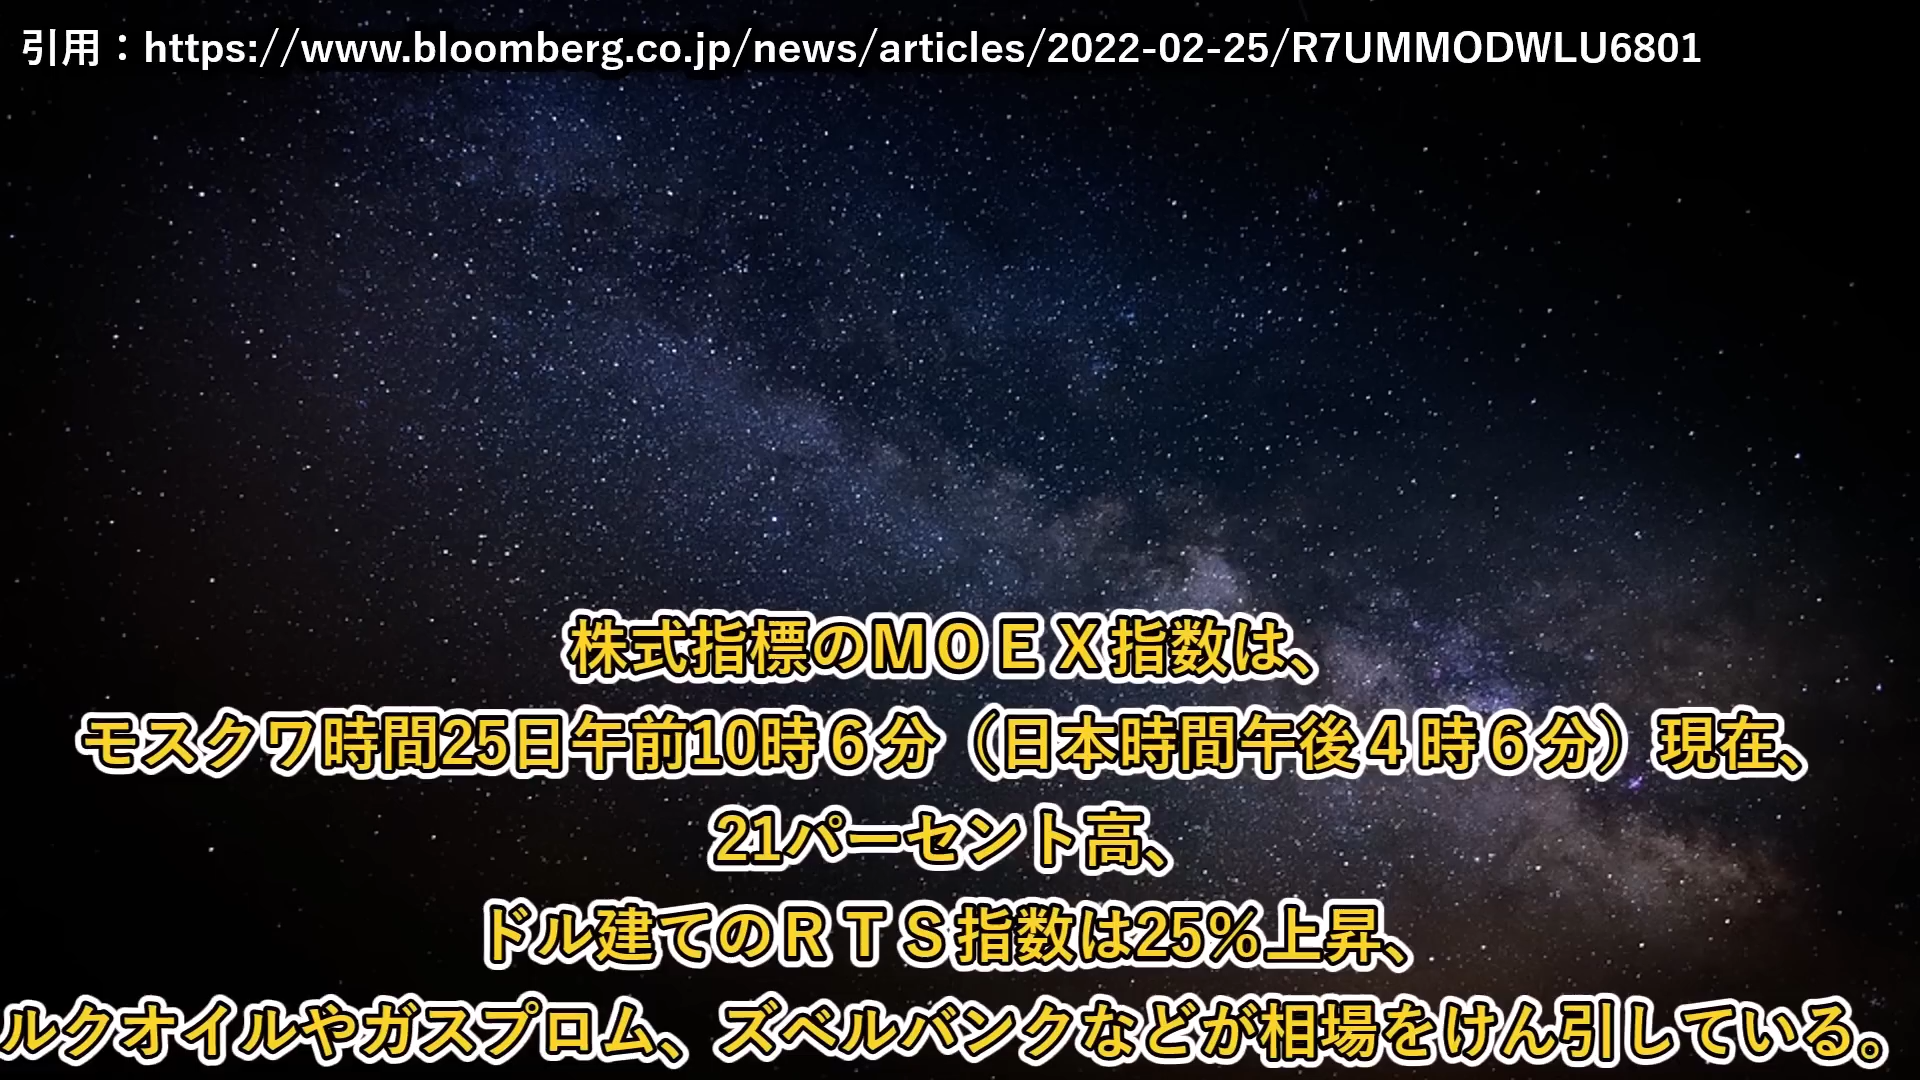 引用：https://www.bloomberg.co.jp/news/articles/2022-02-25/R7UMMODWLU6801
株式指標のＭＯＥＸ指数は、
モスクワ時間25日午前10時６分（日本時間午後４時６分）現在、
21パーセント高、
ドル建てのＲＴＳ指数は25％上昇、
ルクオイルやガスプロム、ズベルバンクなどが相場をけん引している。